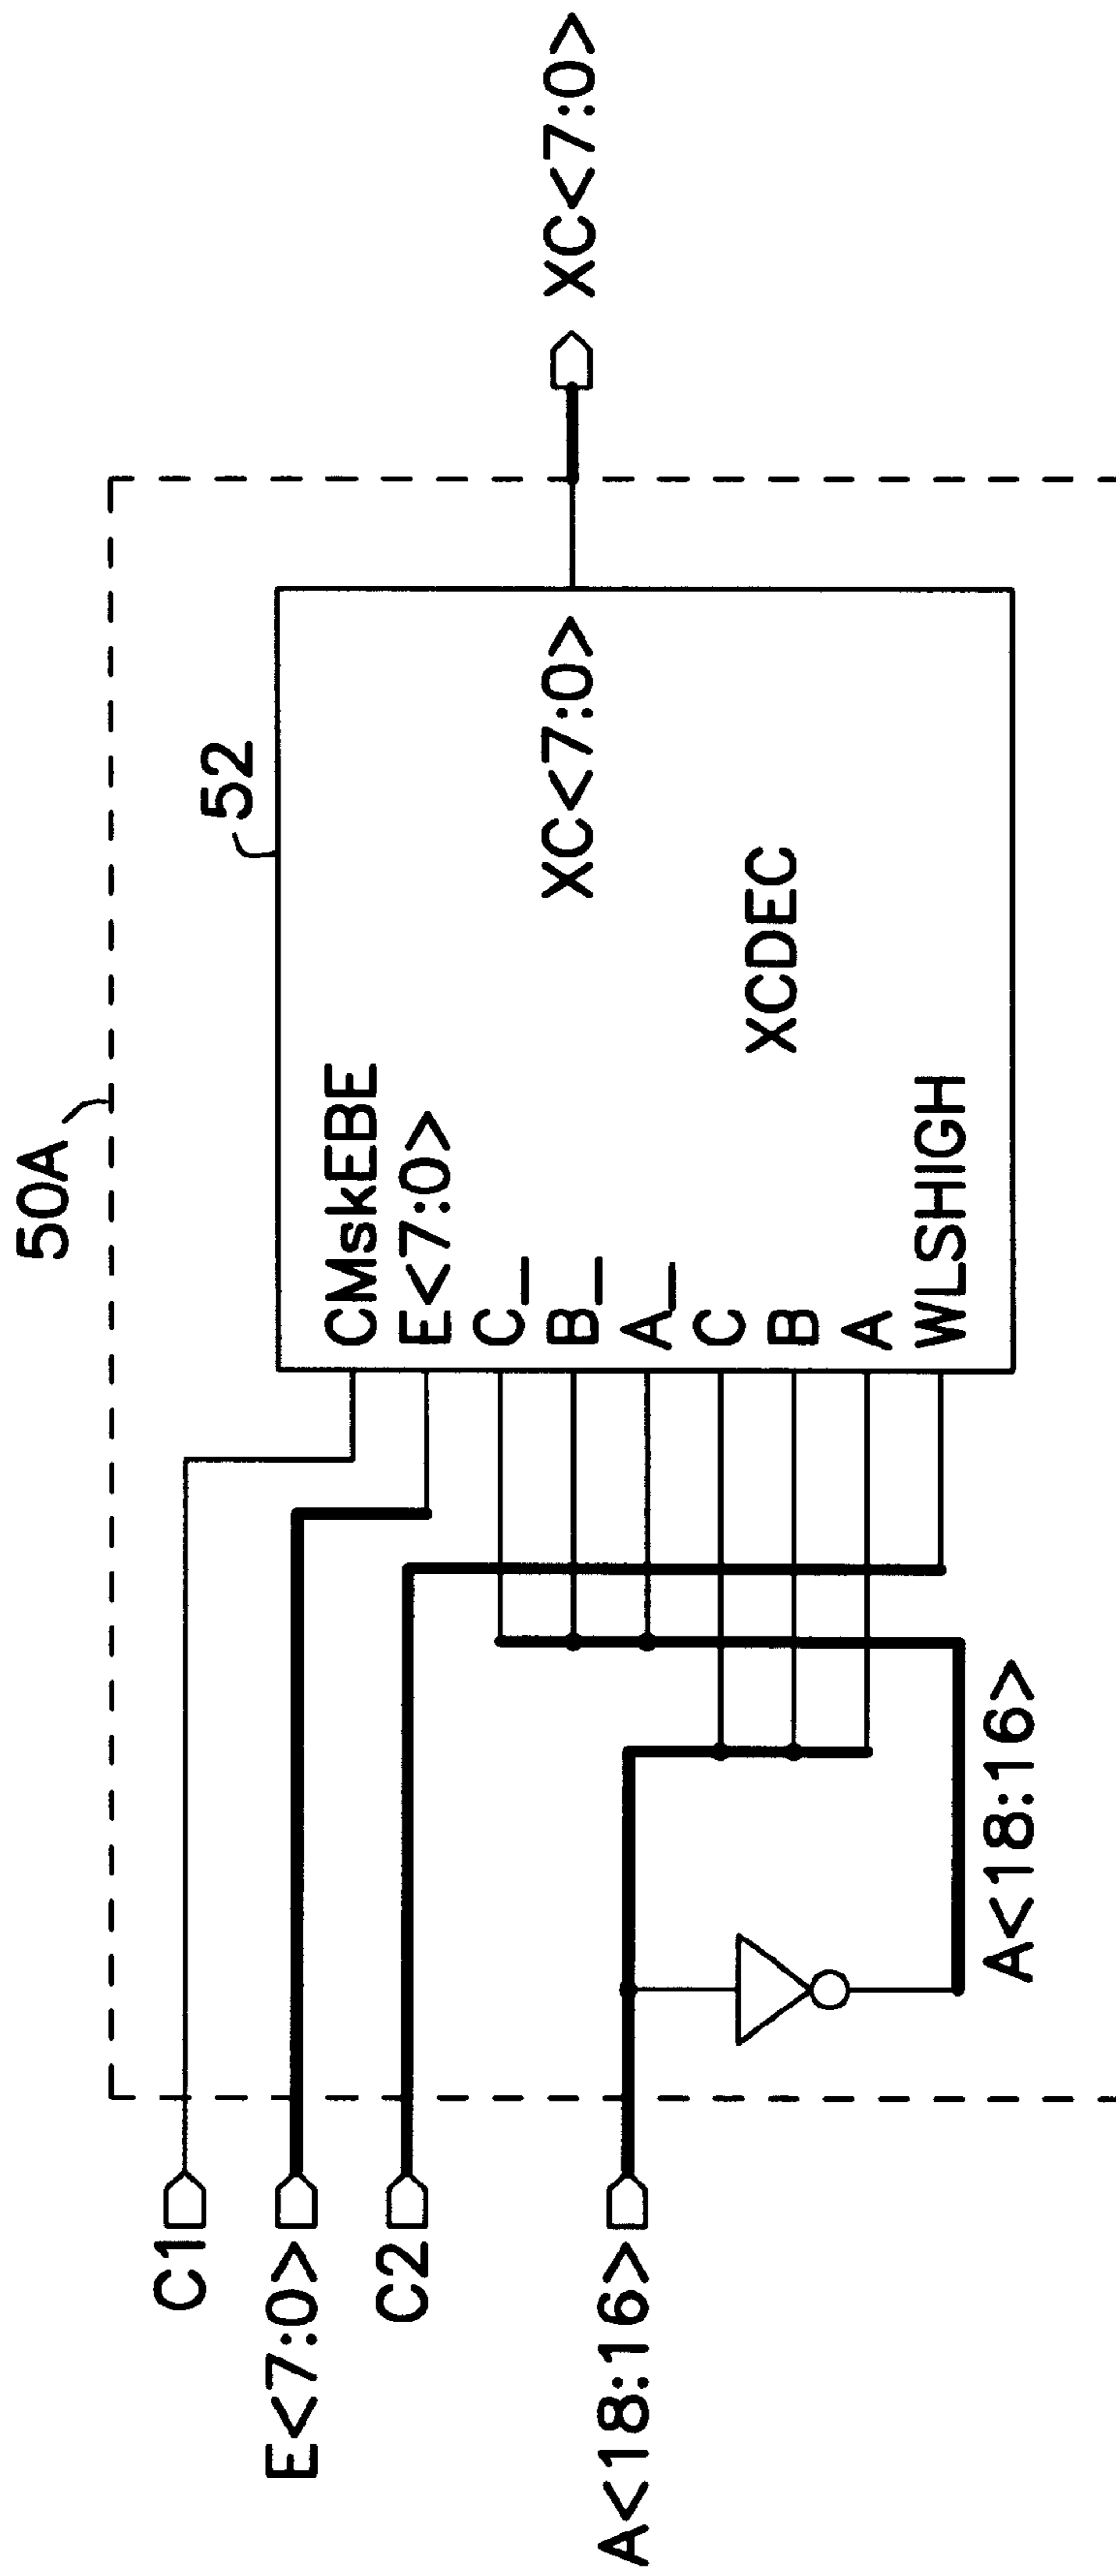 50A
52
C1
E<7:0>
C2
A<18:16>
A<18:16>
CMskEBE
E<7:0>
C_
B_
A_
C
B
A
WLSHIGH
XC<7:0>
XCDEC
XC<7:0>